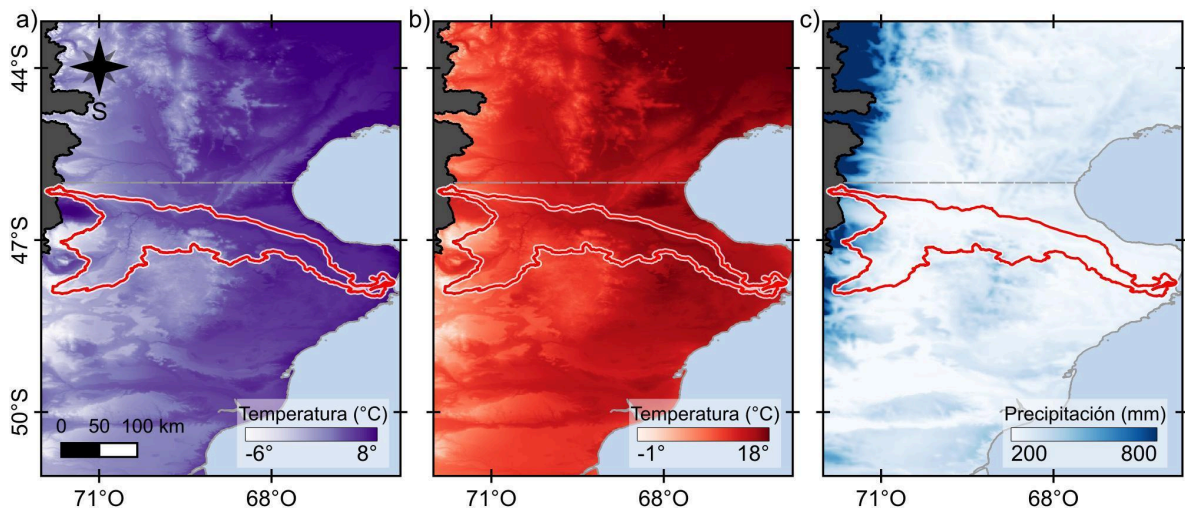 a)
S
44°S
47°S
50°S
0 50 100 km
Temperatura (°C)
-6° 8°
71°O 68°O
b)
Temperatura (°C)
-1° 18°
71°O 68°O
c)
Precipitación (mm)
200 800
71°O 68°O